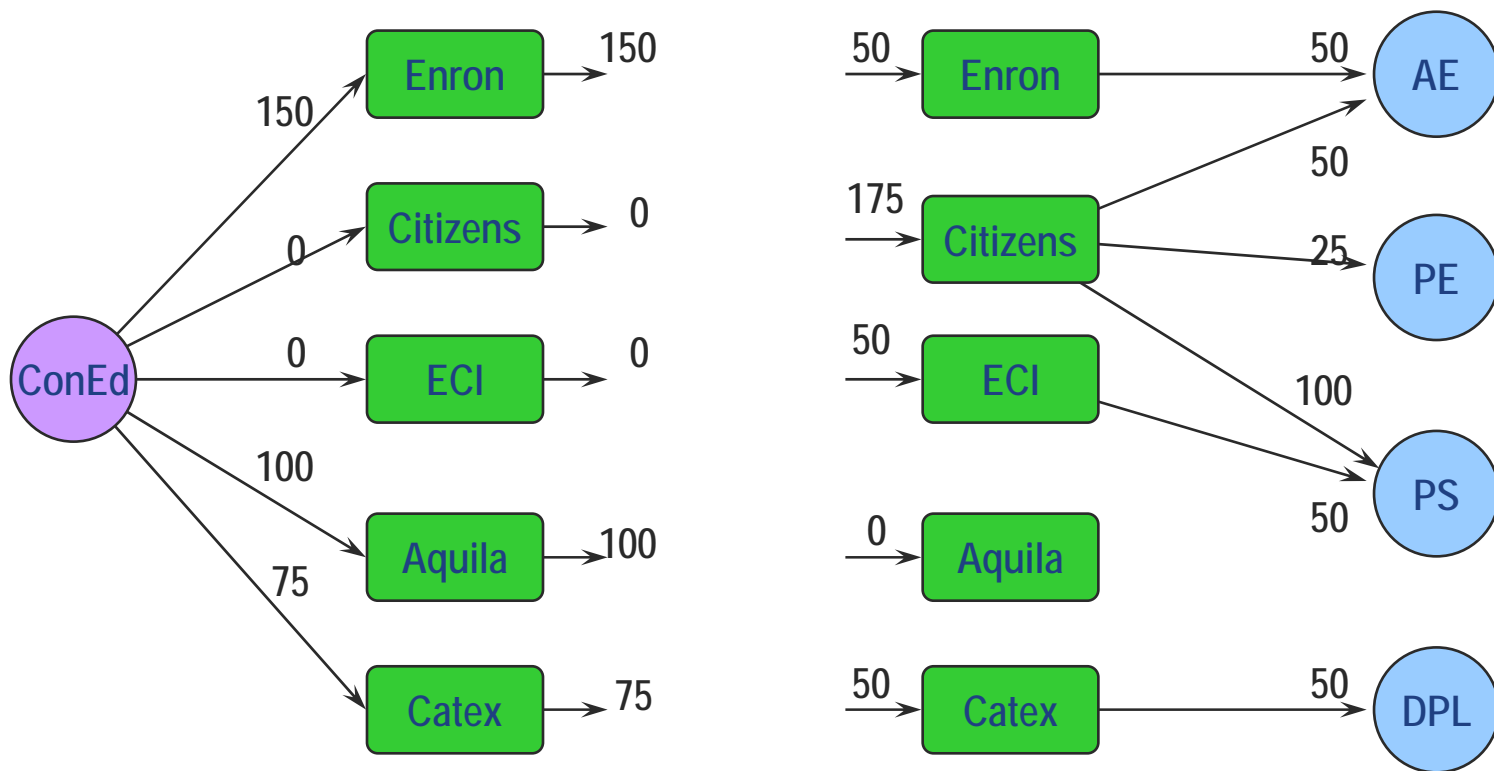 150 Enron 150
0 Citizens 0
ConEd 0 ECI 0
100 Aquila 100
75 Catex 75
50 Enron 50 AE
175 Citizens 50
25 PE
50 ECI 100
50 PS
0 Aquila
50 Catex 50 DPL